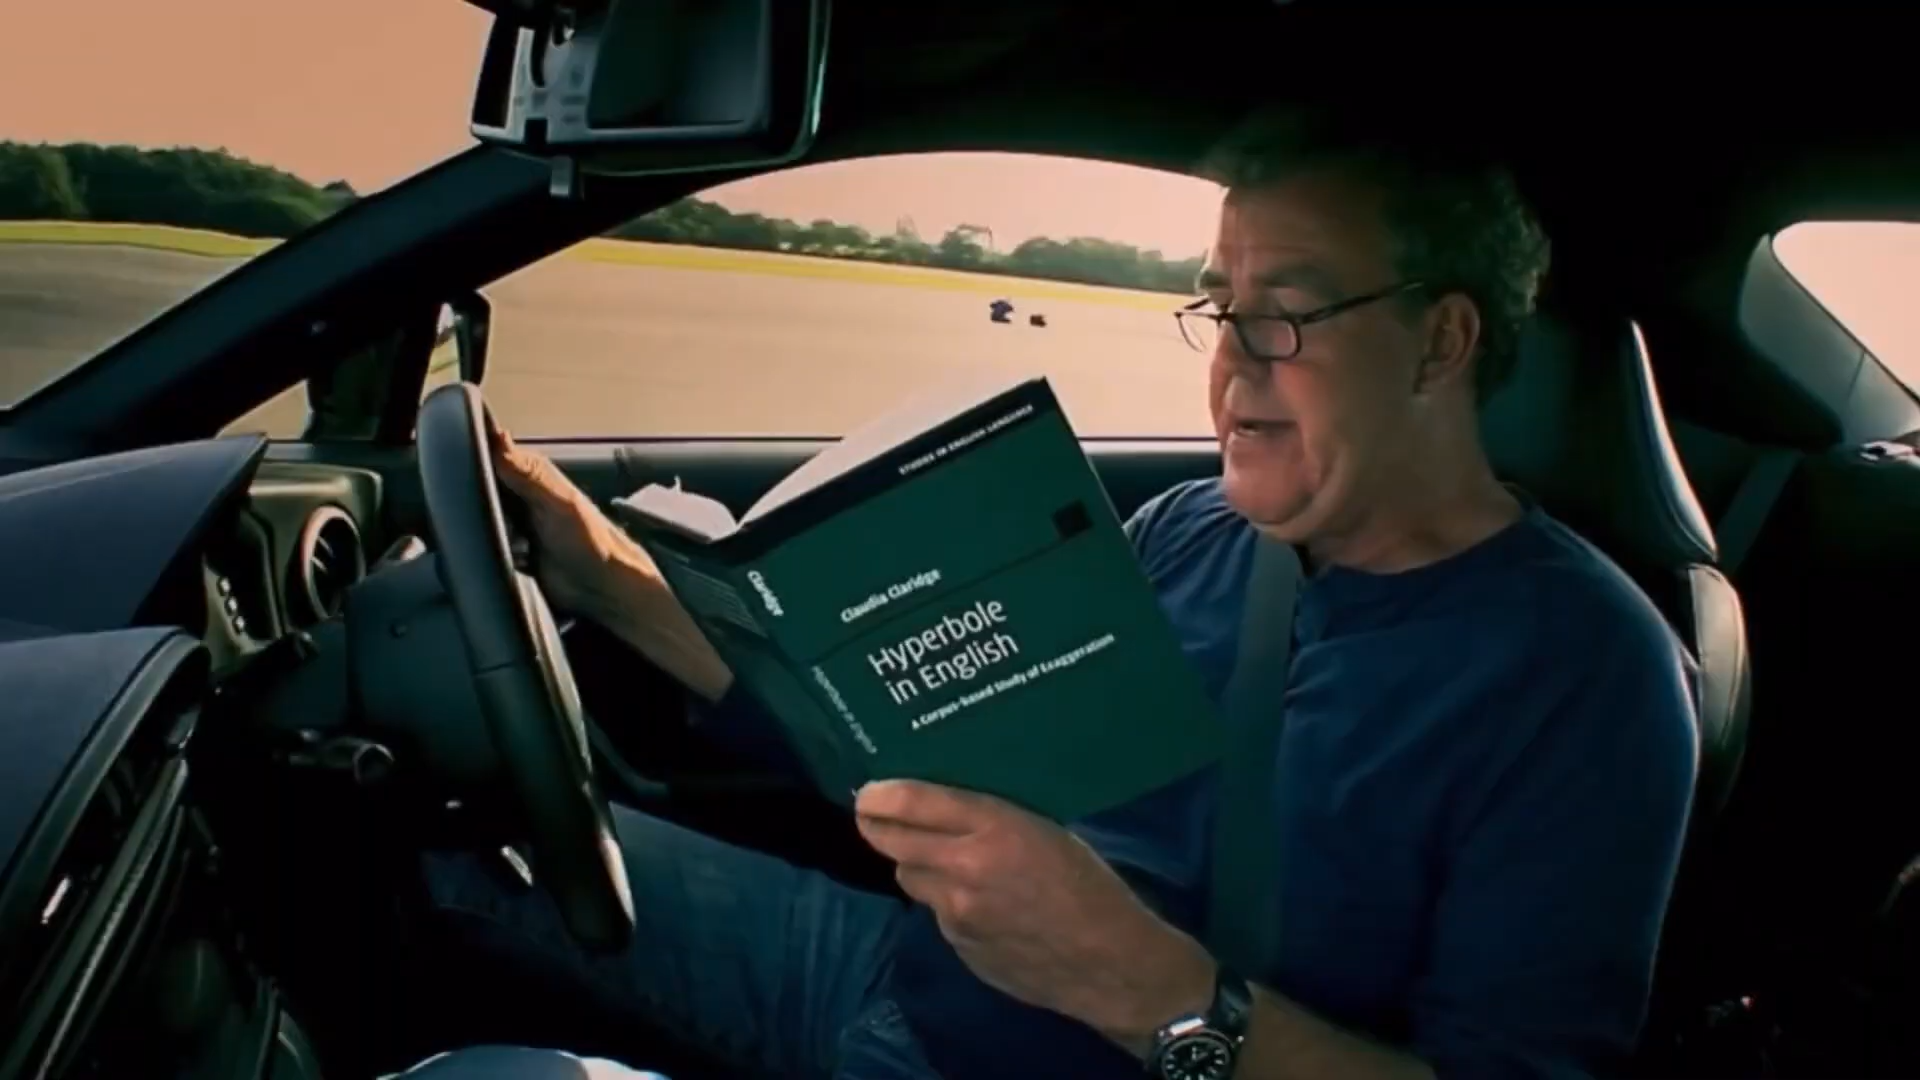 STUDIES IN ENGLISH LANGUAGE
Claudia Claridge
Hyperbole
in English
A Corpus-based Study of Exaggeration
Claridge
Hyperbole in English